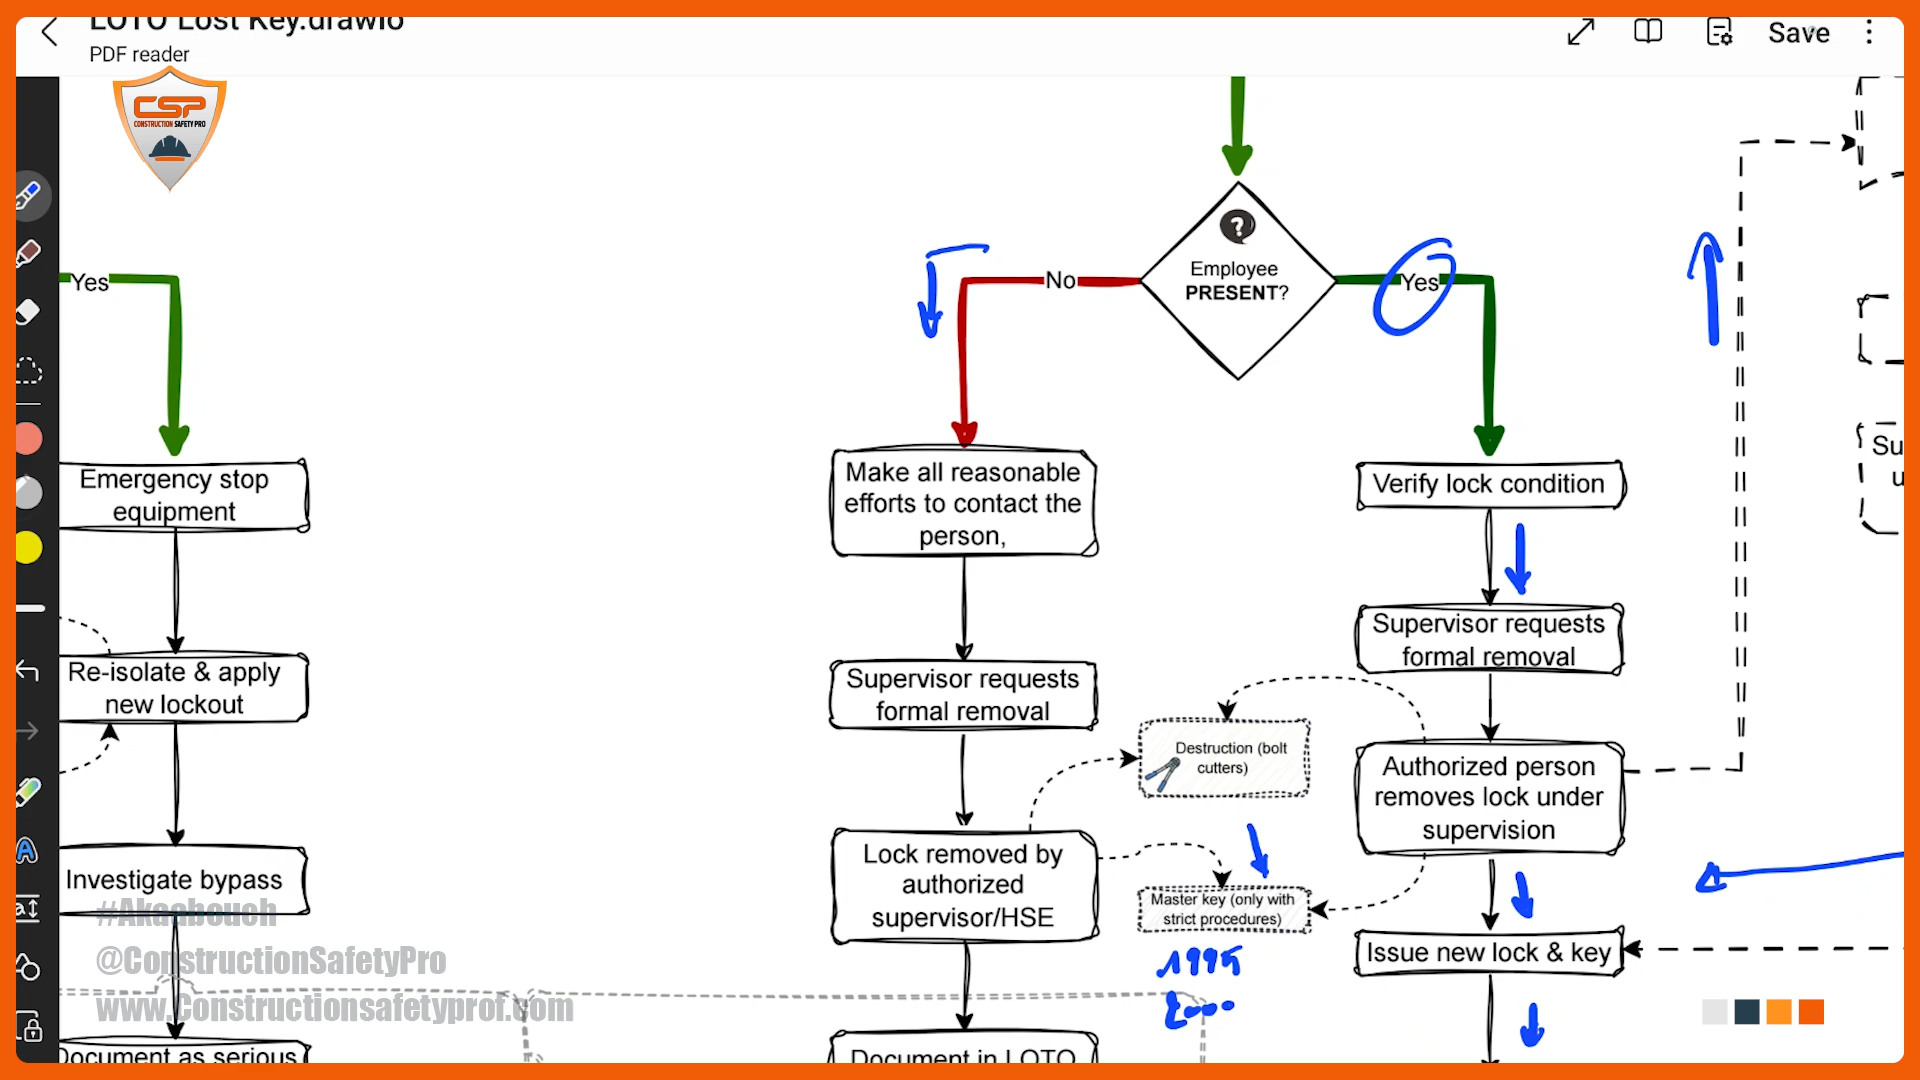 LOTO Lost Key.drawio
PDF reader
Save
CSP
CONSTRUCTION SAFETY PRO
Yes
Emergency stop
equipment
Re-isolate & apply
new lockout
Investigate bypass
Document as serious
#Akaabouch
@ConstructionSafetyPro
www.Constructionsafetyprof.com
?
Employee
PRESENT?
No
Yes
Make all reasonable
efforts to contact the
person,
Supervisor requests
formal removal
Lock removed by
authorized
supervisor/HSE
Document in LOTO
Destruction (bolt
cutters)
Master key (only with
strict procedures)
1995
2000
Verify lock condition
Supervisor requests
formal removal
Authorized person
removes lock under
supervision
Issue new lock & key
Su
u